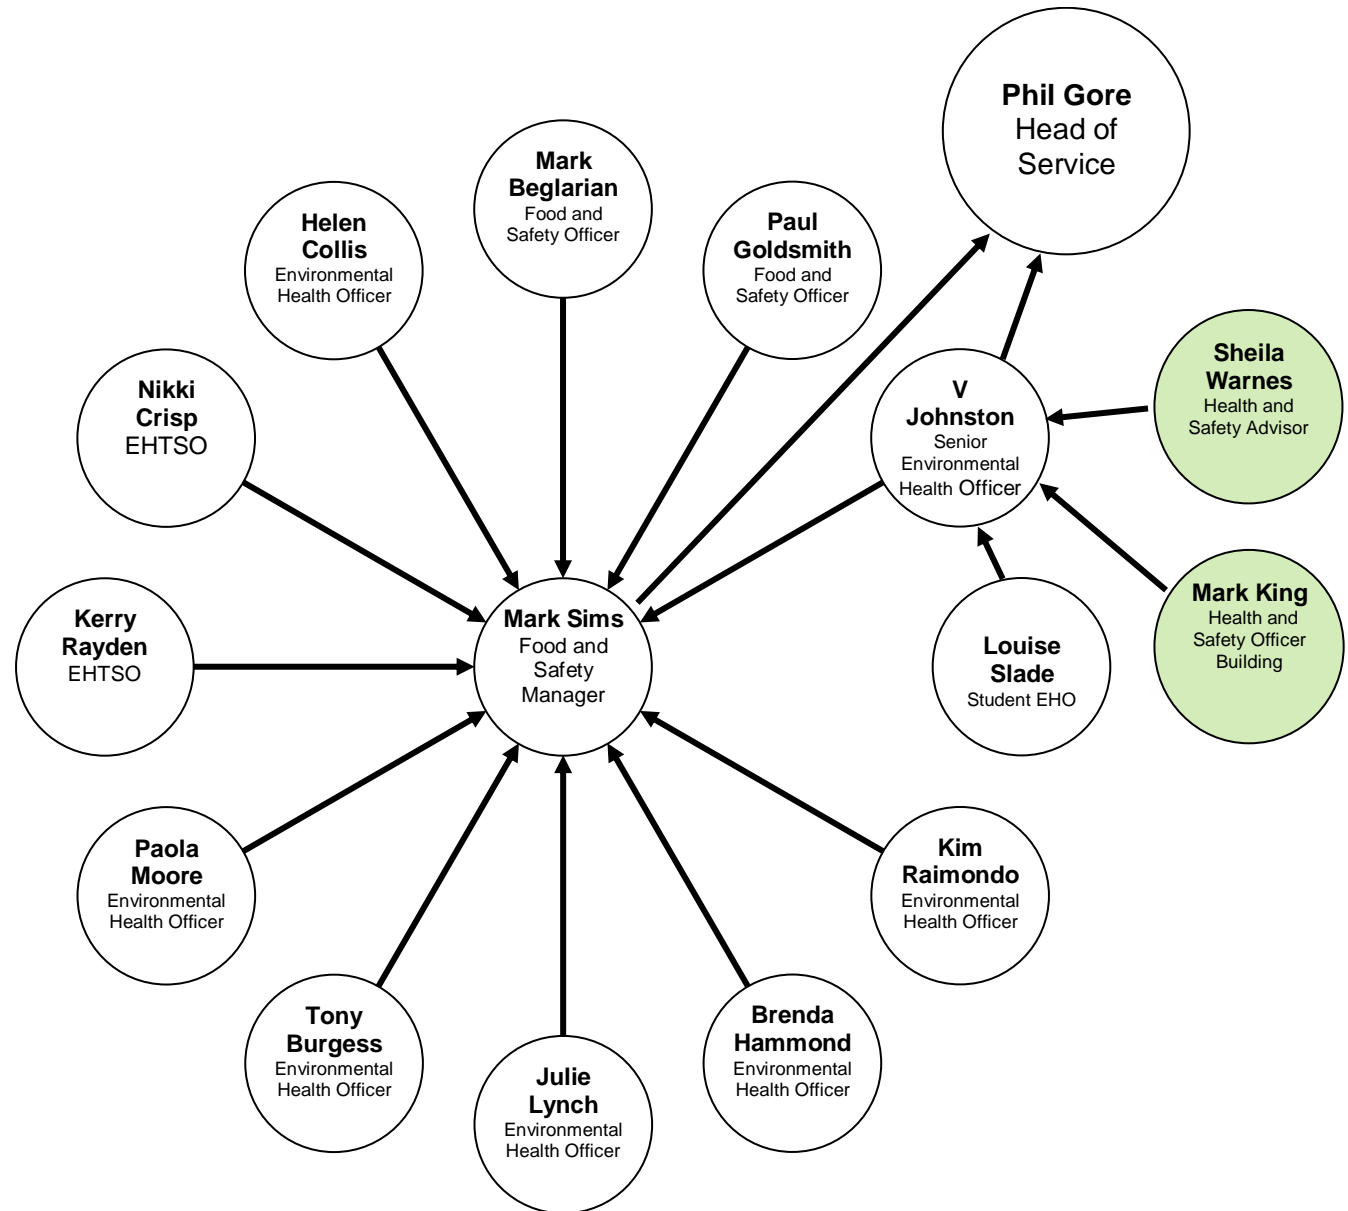 Phil Gore
Head of
Service
Mark
Beglarian
Food and
Safety Officer
Helen
Collis
Environmental
Health Officer
Paul
Goldsmith
Food and
Safety Officer
Nikki
Crisp
EHTSO
V
Johnston
Senior
Environmental
Health Officer
Sheila
Warnes
Health and
Safety Advisor
Kerry
Rayden
EHTSO
Mark Sims
Food and
Safety
Manager
Louise
Slade
Student EHO
Mark King
Health and
Safety Officer
Building
Paola
Moore
Environmental
Health Officer
Kim
Raimondo
Environmental
Health Officer
Tony
Burgess
Environmental
Health Officer
Julie
Lynch
Environmental
Health Officer
Brenda
Hammond
Environmental
Health Officer